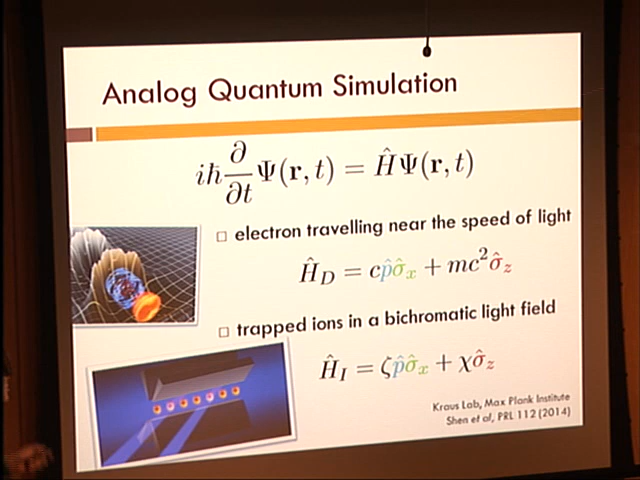 Analog Quantum Simulation
iħ ∂/∂t Ψ(r, t) = ĤΨ(r, t)
□ electron travelling near the speed of light
Ĥ_D = cp̂σ̂_x + mc²σ̂_z
□ trapped ions in a bichromatic light field
Ĥ_I = ζp̂σ̂_x + χσ̂_z
Kraus Lab, Max Plank Institute
Shen et al, PRL 112 (2014)